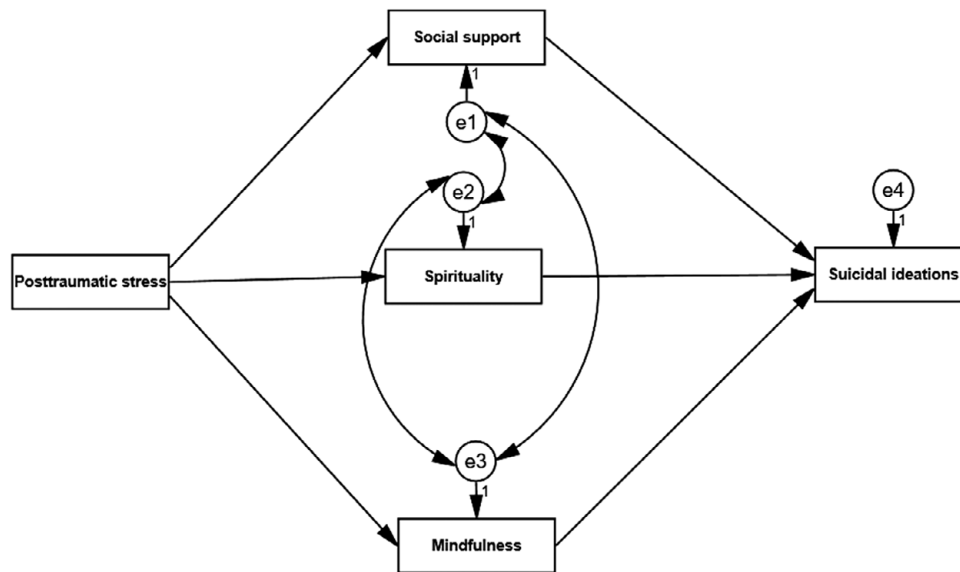 Social support
1
e1
e2
1
e4
1
Posttraumatic stress
Spirituality
Suicidal ideations
e3
1
Mindfulness